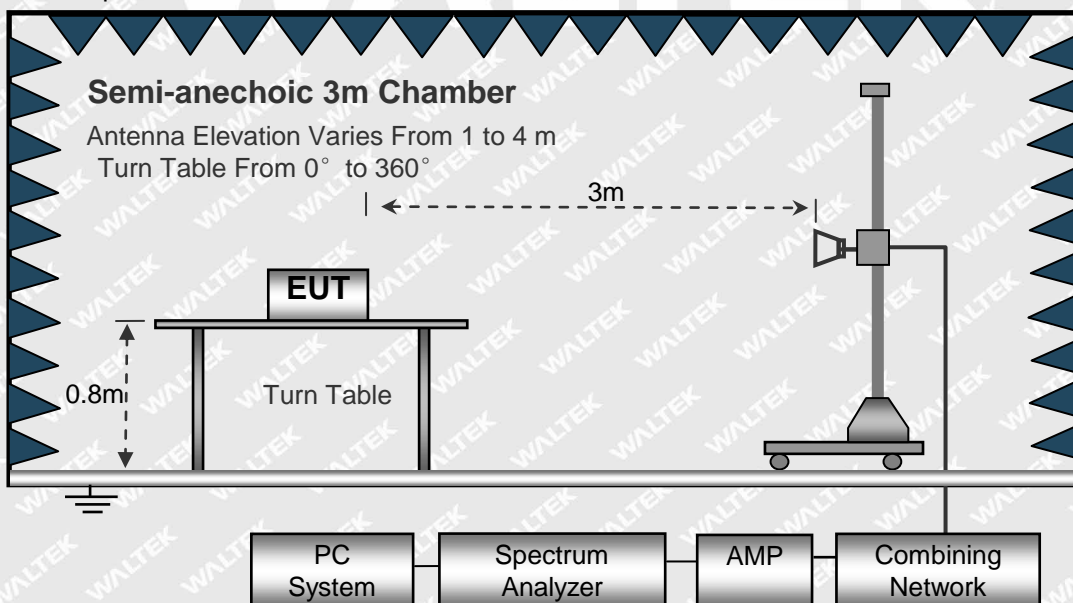 Semi-anechoic 3m Chamber
Antenna Elevation Varies From 1 to 4 m
Turn Table From 0° to 360°
3m
EUT
0.8m
Turn Table
PC
System
Spectrum
Analyzer
AMP
Combining
Network
WALTEK